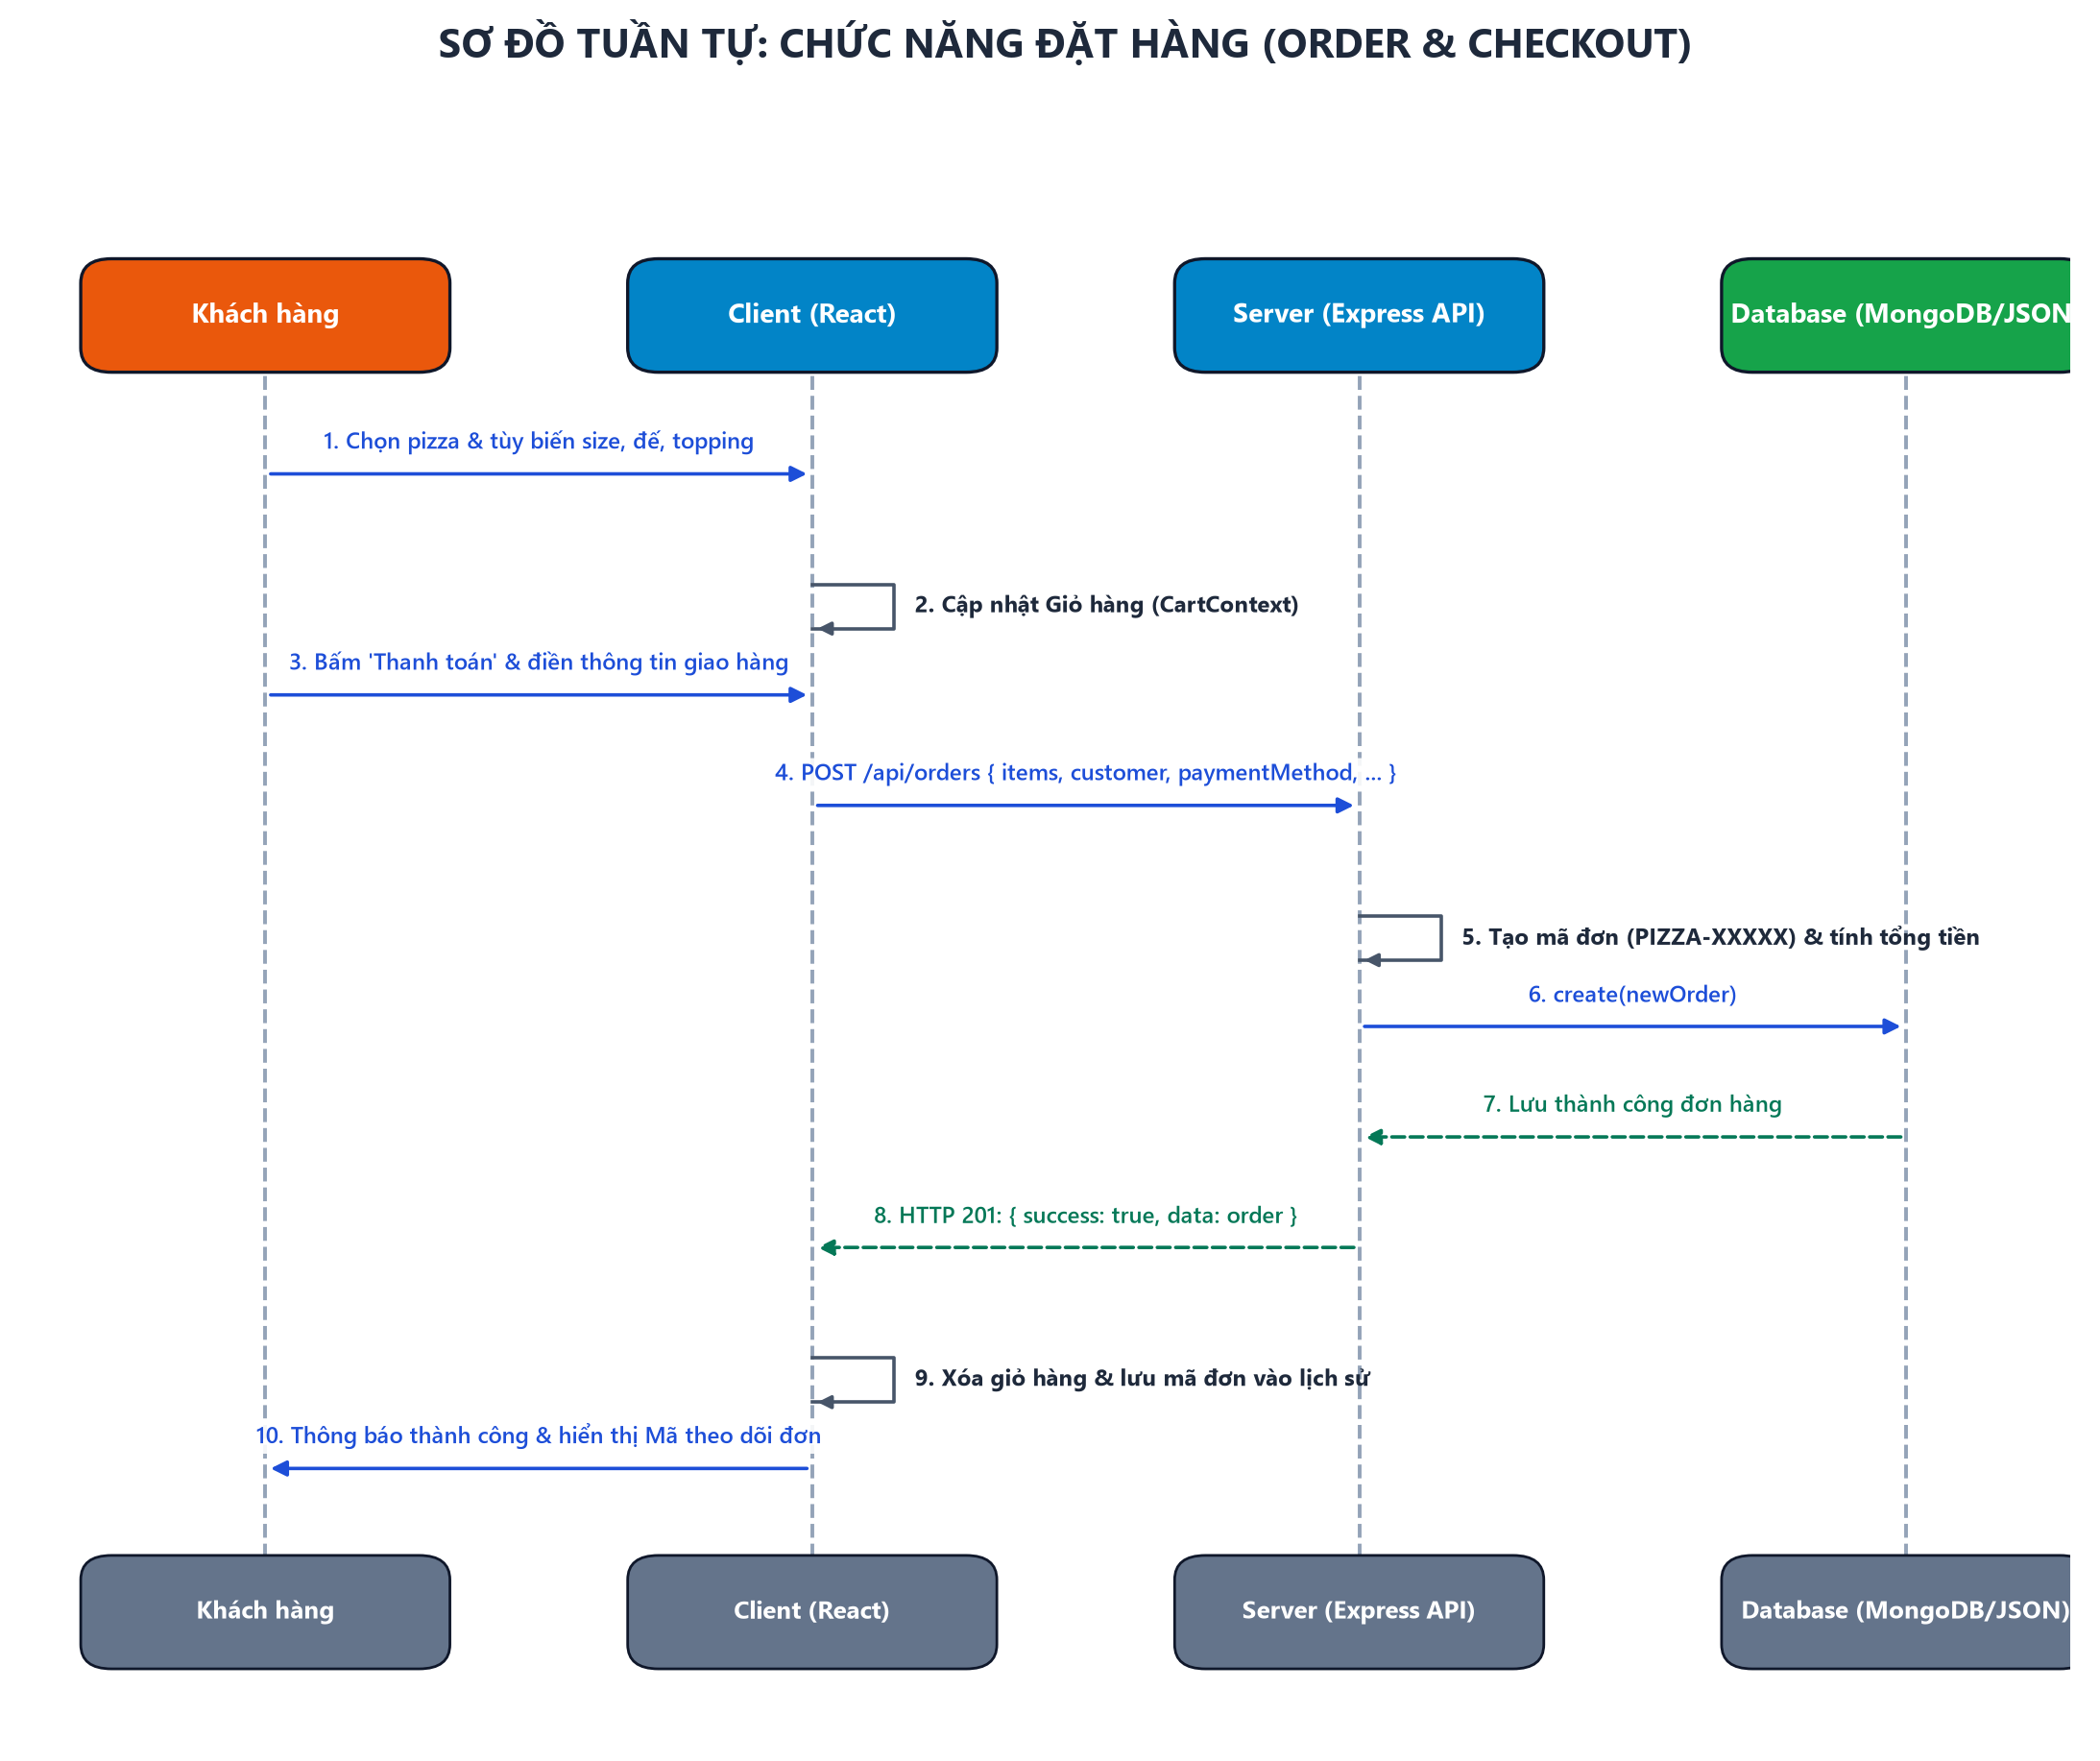 SƠ ĐỒ TUẦN TỰ: CHỨC NĂNG ĐẶT HÀNG (ORDER & CHECKOUT)
Khách hàng
Client (React)
Server (Express API)
Database (MongoDB/JSON
1. Chọn pizza & tùy biến size, đế, topping
2. Cập nhật Giỏ hàng (CartContext)
3. Bấm 'Thanh toán' & điền thông tin giao hàng
4. POST /api/orders { items, customer, paymentMethod, ... }
5. Tạo mã đơn (PIZZA-XXXXX) & tính tổng tiền
6. create(newOrder)
7. Lưu thành công đơn hàng
8. HTTP 201: { success: true, data: order }
9. Xóa giỏ hàng & lưu mã đơn vào lịch sử
10. Thông báo thành công & hiển thị Mã theo dõi đơn
Khách hàng
Client (React)
Server (Express API)
Database (MongoDB/JSON)